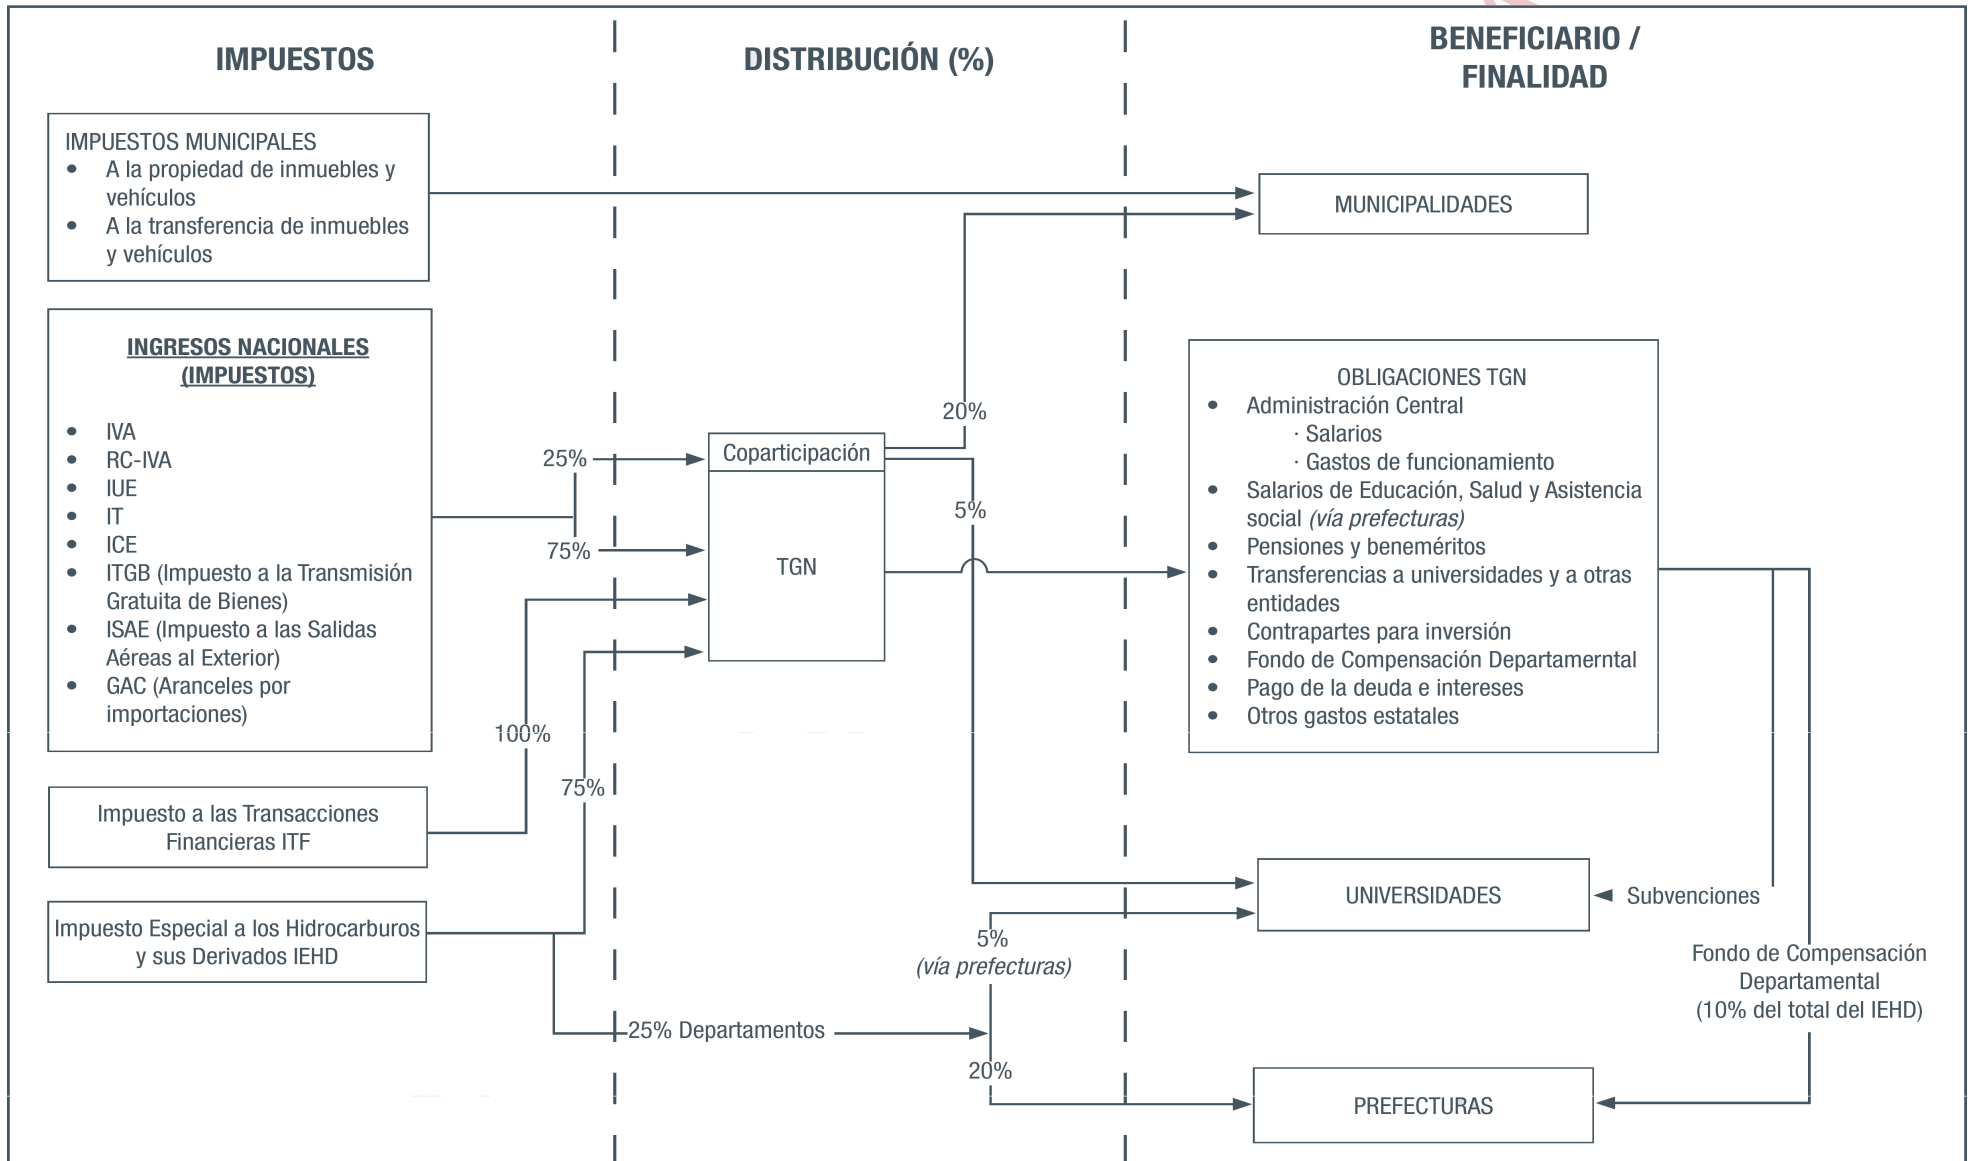 IMPUESTOS
DISTRIBUCIÓN (%)
BENEFICIARIO /
FINALIDAD
IMPUESTOS MUNICIPALES
• A la propiedad de inmuebles y
vehículos
• A la transferencia de inmuebles
y vehículos
MUNICIPALIDADES
INGRESOS NACIONALES
(IMPUESTOS)
• IVA
• RC-IVA
• IUE
• IT
• ICE
• ITGB (Impuesto a la Transmisión
Gratuita de Bienes)
• ISAE (Impuesto a las Salidas
Aéreas al Exterior)
• GAC (Aranceles por
importaciones)
25%
75%
100%
75%
Coparticipación
TGN
20%
5%
OBLIGACIONES TGN
• Administración Central
· Salarios
· Gastos de funcionamiento
• Salarios de Educación, Salud y Asistencia
social (vía prefecturas)
• Pensiones y beneméritos
• Transferencias a universidades y a otras
entidades
• Contrapartes para inversión
• Fondo de Compensación Departamerntal
• Pago de la deuda e intereses
• Otros gastos estatales
Impuesto a las Transacciones
Financieras ITF
Impuesto Especial a los Hidrocarburos
y sus Derivados IEHD
UNIVERSIDADES
Subvenciones
5%
(vía prefecturas)
Fondo de Compensación
Departamental
(10% del total del IEHD)
25% Departamentos
20%
PREFECTURAS